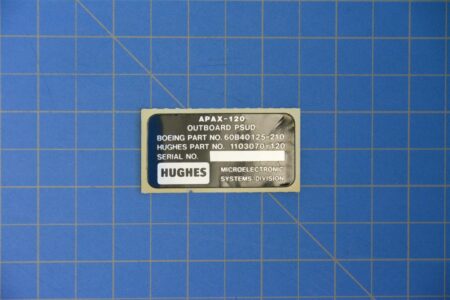 APAX-120
OUTBOARD PSUD
BOEING PART NO. 60B40125-210
HUGHES PART NO. 1103070-120
SERIAL NO.
HUGHES
MICROELECTRONIC
SYSTEMS DIVISION